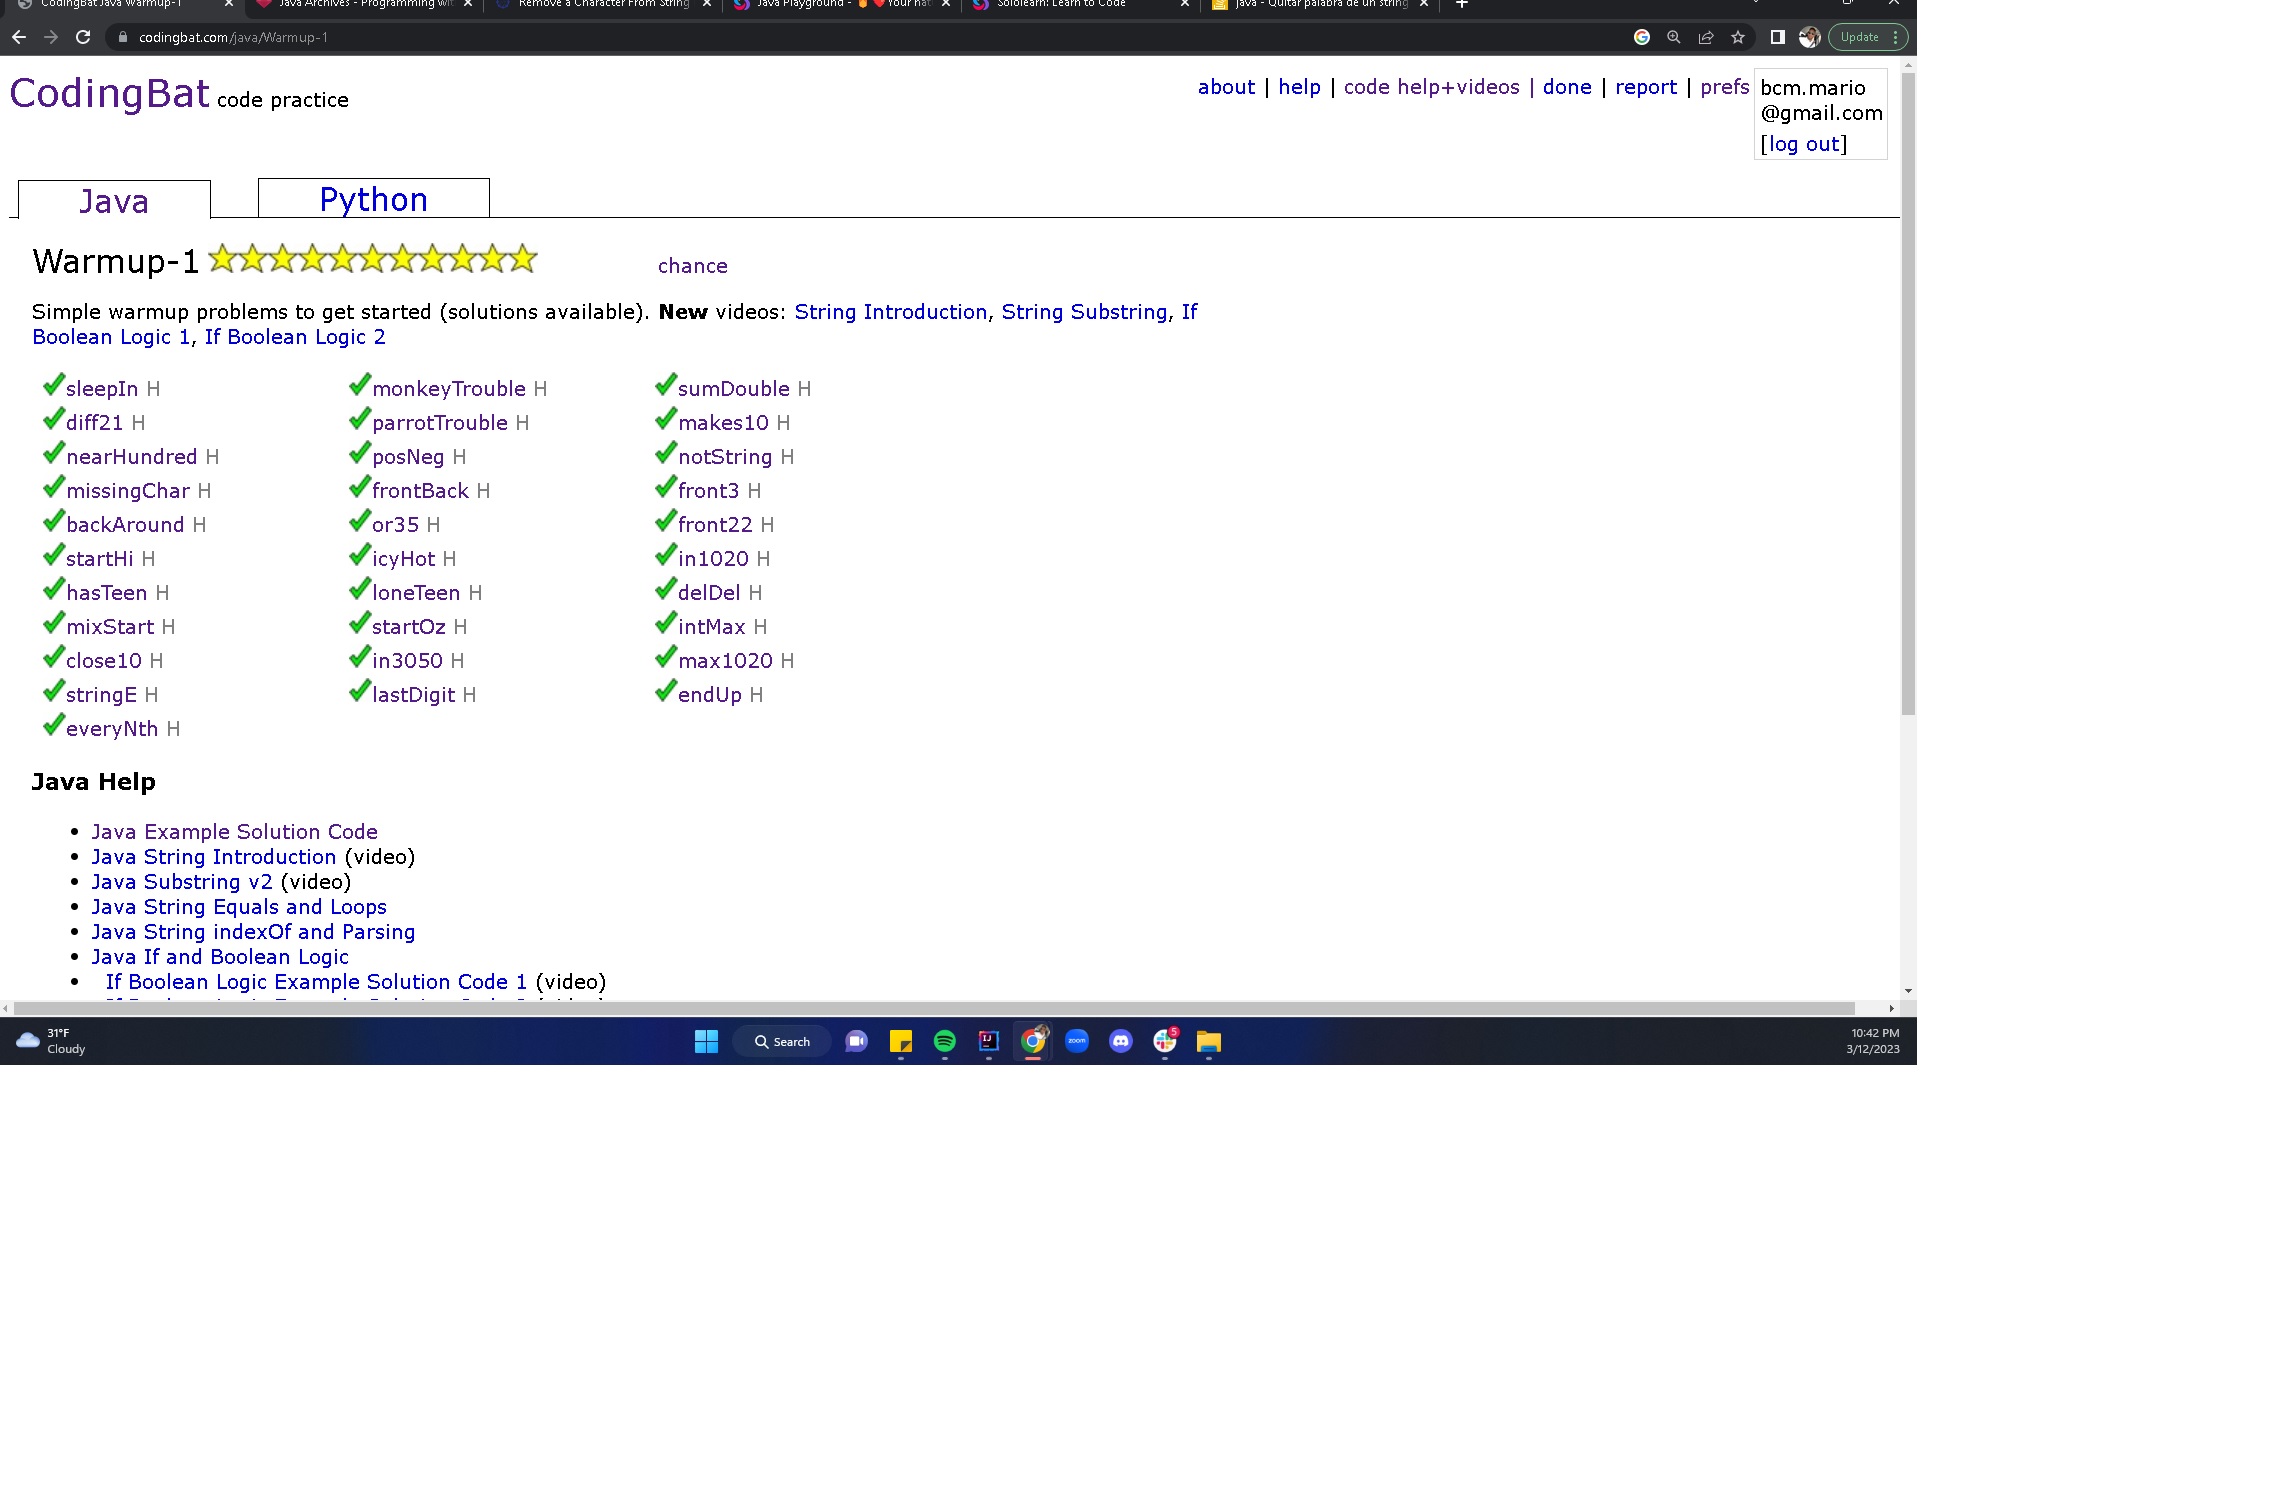 CodingBat Java Warmup-1 Java Archives - Programming wit Remove a Character From String Java Playground - Your nat Sololearn: Learn to Code java - Quitar palabra de un string
codingbat.com/java/Warmup-1 Update
CodingBat code practice
about | help | code help+videos | done | report | prefs
bcm.mario
@gmail.com
[log out]
Java Python
Warmup-1 chance
Simple warmup problems to get started (solutions available). New videos: String Introduction, String Substring, If
Boolean Logic 1, If Boolean Logic 2
sleepIn H monkeyTrouble H sumDouble H
diff21 H parrotTrouble H makes10 H
nearHundred H posNeg H notString H
missingChar H frontBack H front3 H
backAround H or35 H front22 H
startHi H icyHot H in1020 H
hasTeen H loneTeen H delDel H
mixStart H startOz H intMax H
close10 H in3050 H max1020 H
stringE H lastDigit H endUp H
everyNth H
Java Help
• Java Example Solution Code
• Java String Introduction (video)
• Java Substring v2 (video)
• Java String Equals and Loops
• Java String indexOf and Parsing
• Java If and Boolean Logic
• If Boolean Logic Example Solution Code 1 (video)
31°F
Cloudy
Search
zoom
5
10:42 PM
3/12/2023